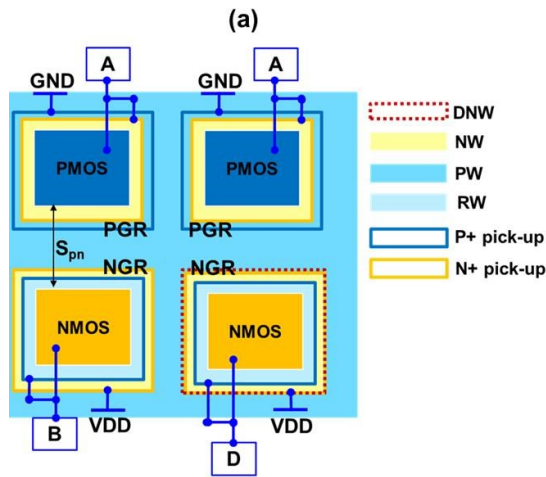 (a)
A
A
GND
GND
DNW
NW
PMOS
PMOS
PW
RW
PGR
PGR
P+ pick-up
Spn
NGR
NGR
N+ pick-up
NMOS
NMOS
B
VDD
VDD
D